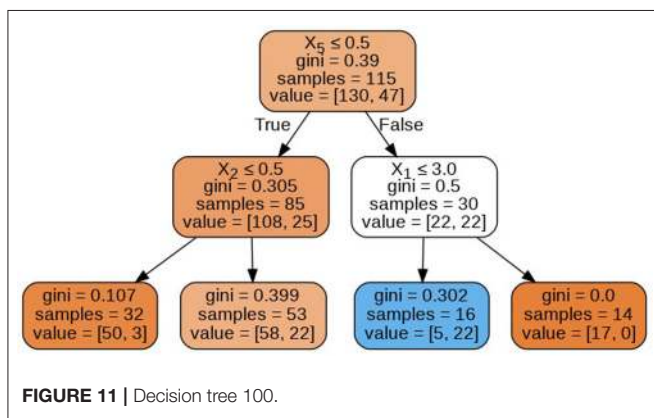 X5 ≤ 0.5
gini = 0.39
samples = 115
value = [130, 47]
True
False
X2 ≤ 0.5
gini = 0.305
samples = 85
value = [108, 25]
X1 ≤ 3.0
gini = 0.5
samples = 30
value = [22, 22]
gini = 0.107
samples = 32
value = [50, 3]
gini = 0.399
samples = 53
value = [58, 22]
gini = 0.302
samples = 16
value = [5, 22]
gini = 0.0
samples = 14
value = [17, 0]
FIGURE 11 | Decision tree 100.